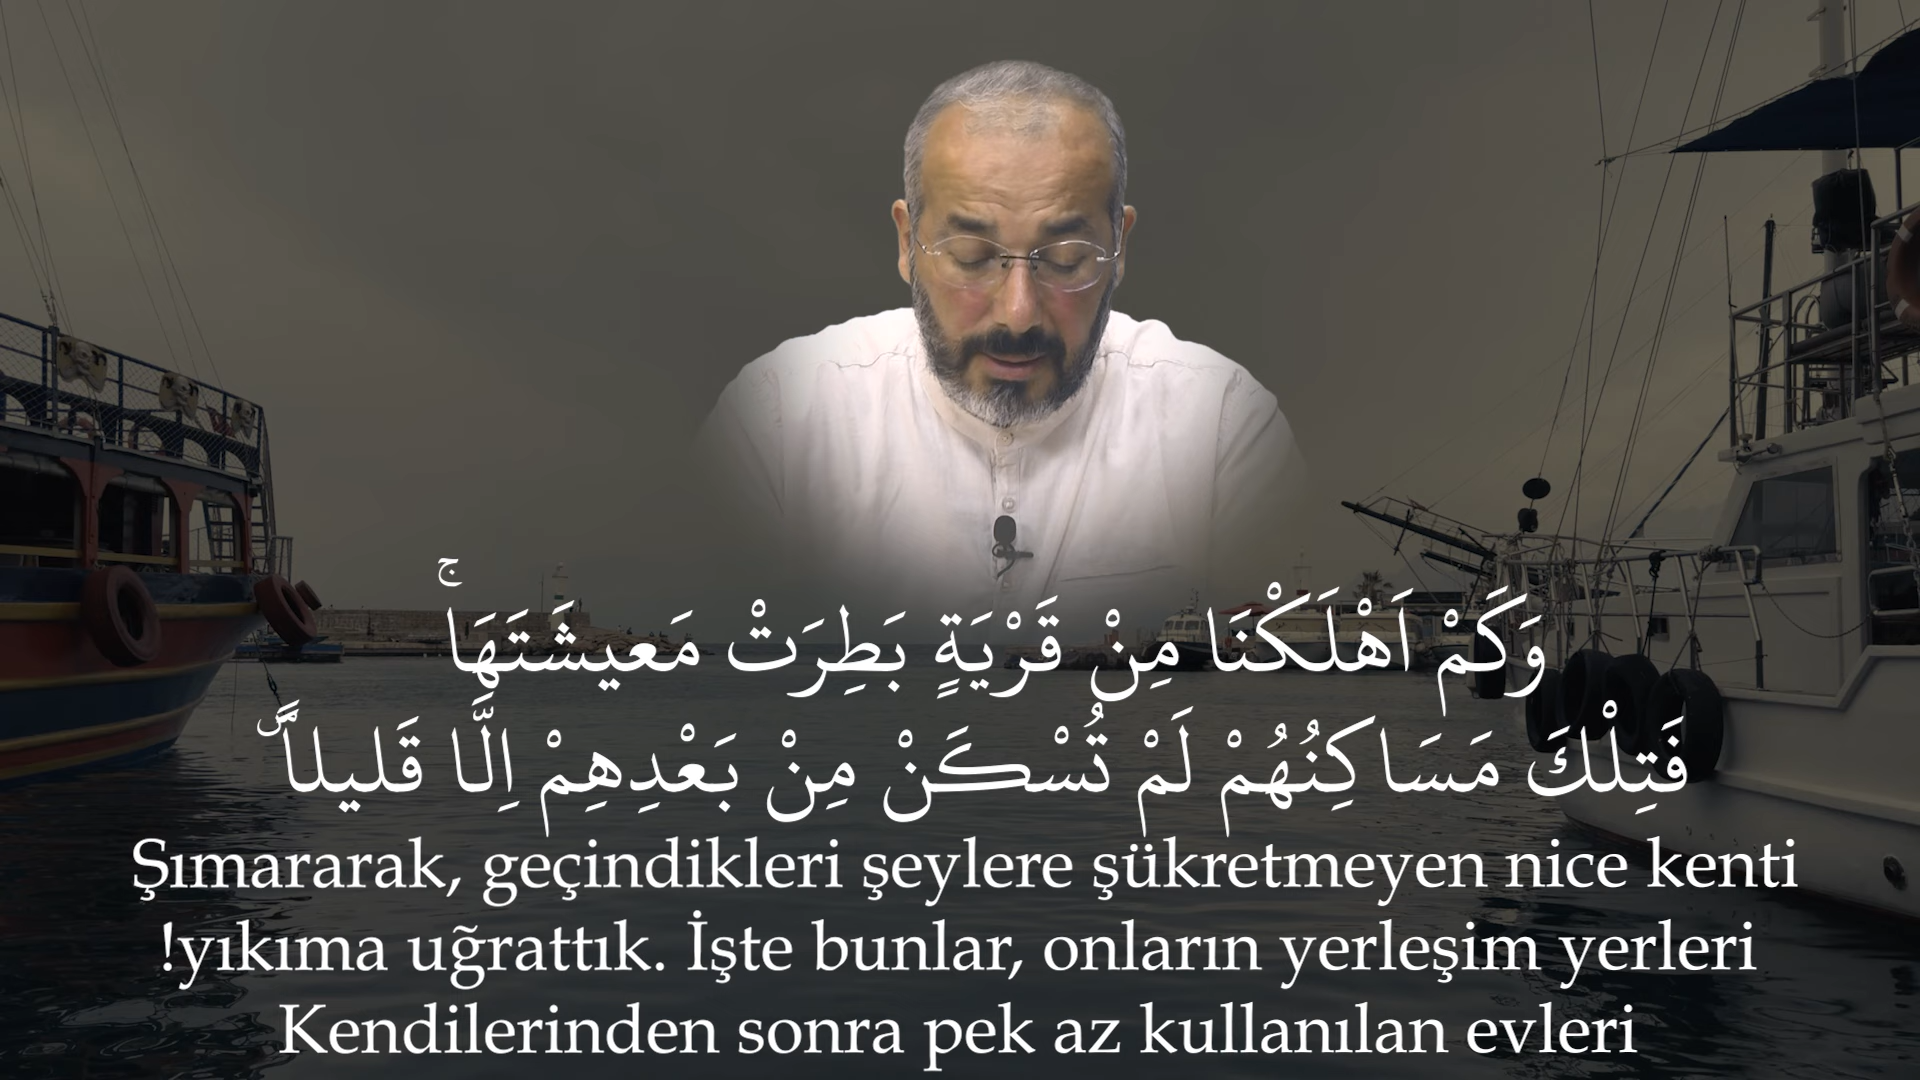 وَكَمْ اَهْلَكْنَا مِنْ قَرْيَةٍ بَطِرَتْ مَعيشَتَهَاۚ
فَتِلْكَ مَسَاكِنُهُمْ لَمْ تُسْكَنْ مِنْ بَعْدِهِمْ اِلَّا قَليلاًۜ
Şımararak, geçindikleri şeylere şükretmeyen nice kenti
!yıkıma uğrattık. İşte bunlar, onların yerleşim yerleri
Kendilerinden sonra pek az kullanılan evleri